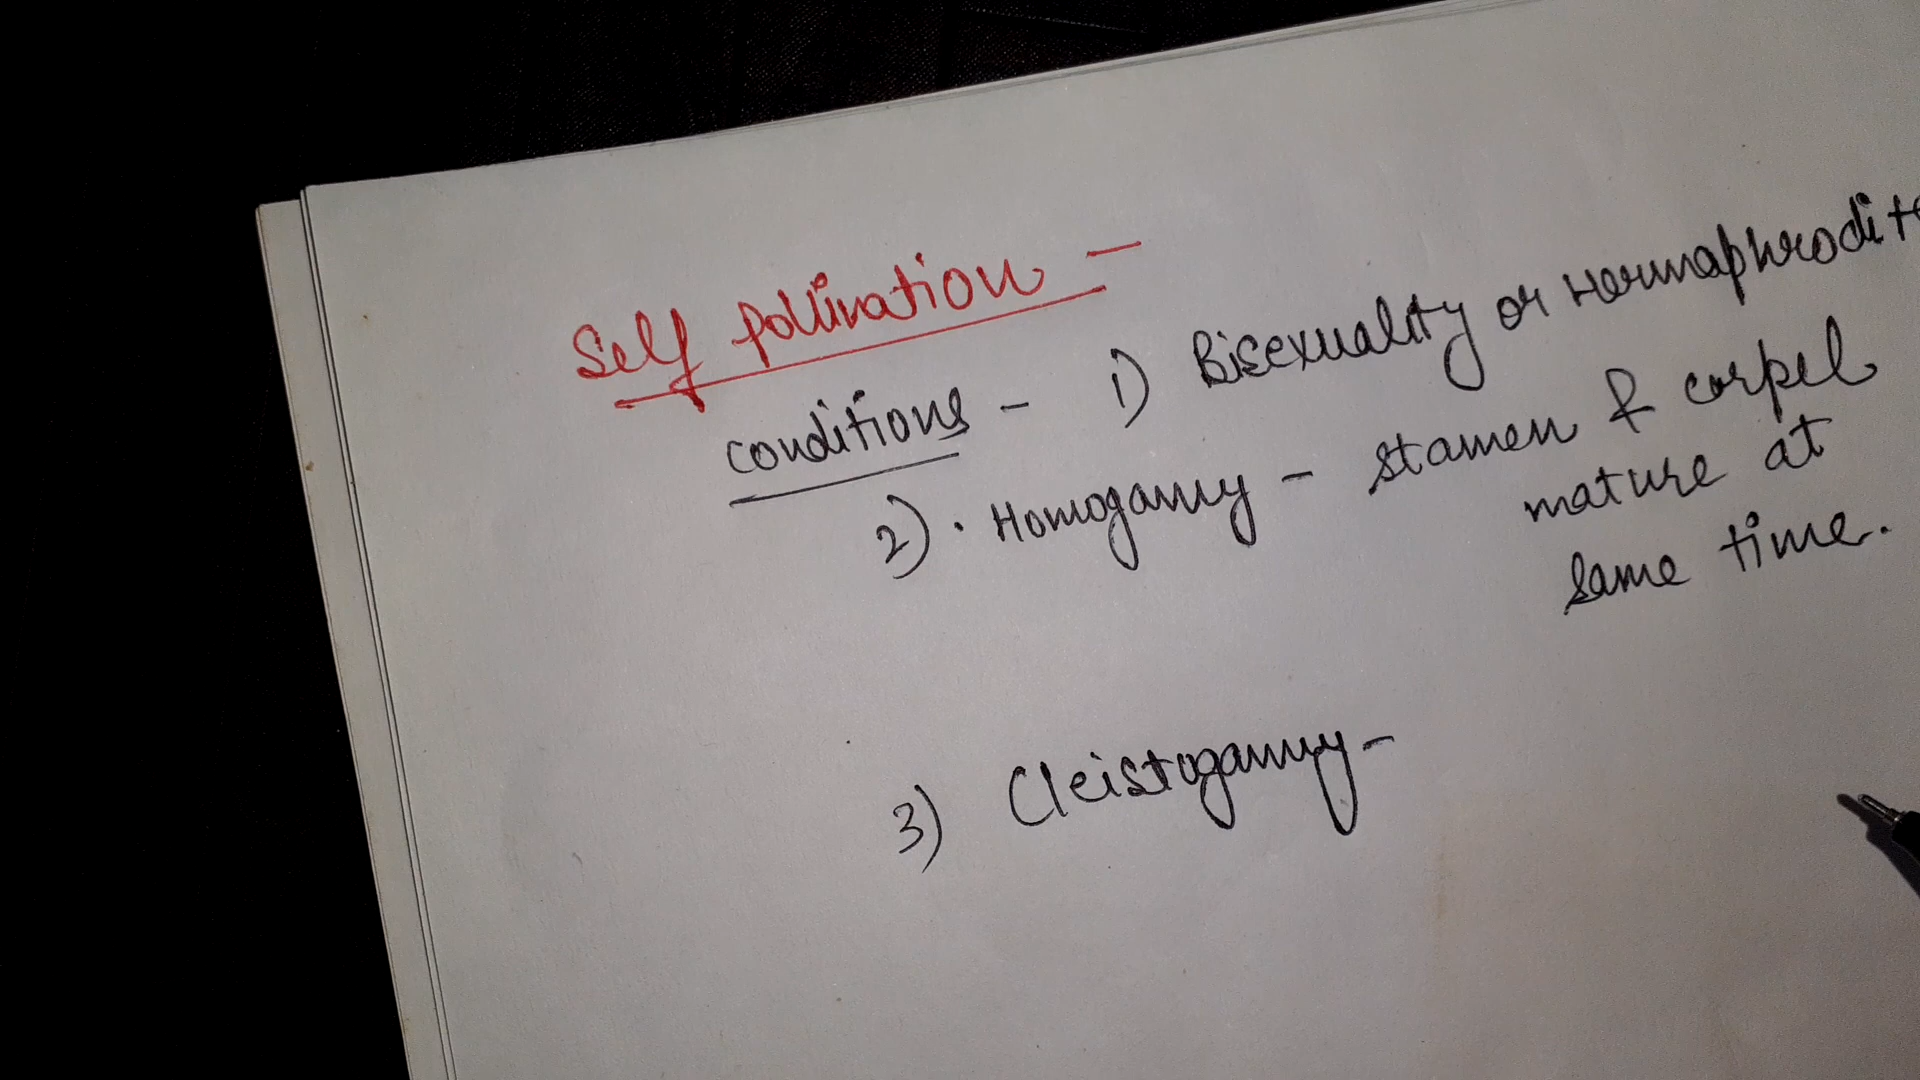 Self pollination -
conditions - 1) Bisexuality or Hermaphrodite
2) . Homogamy - stamen & carpel
mature at
same time.
3) Cleistogamy -